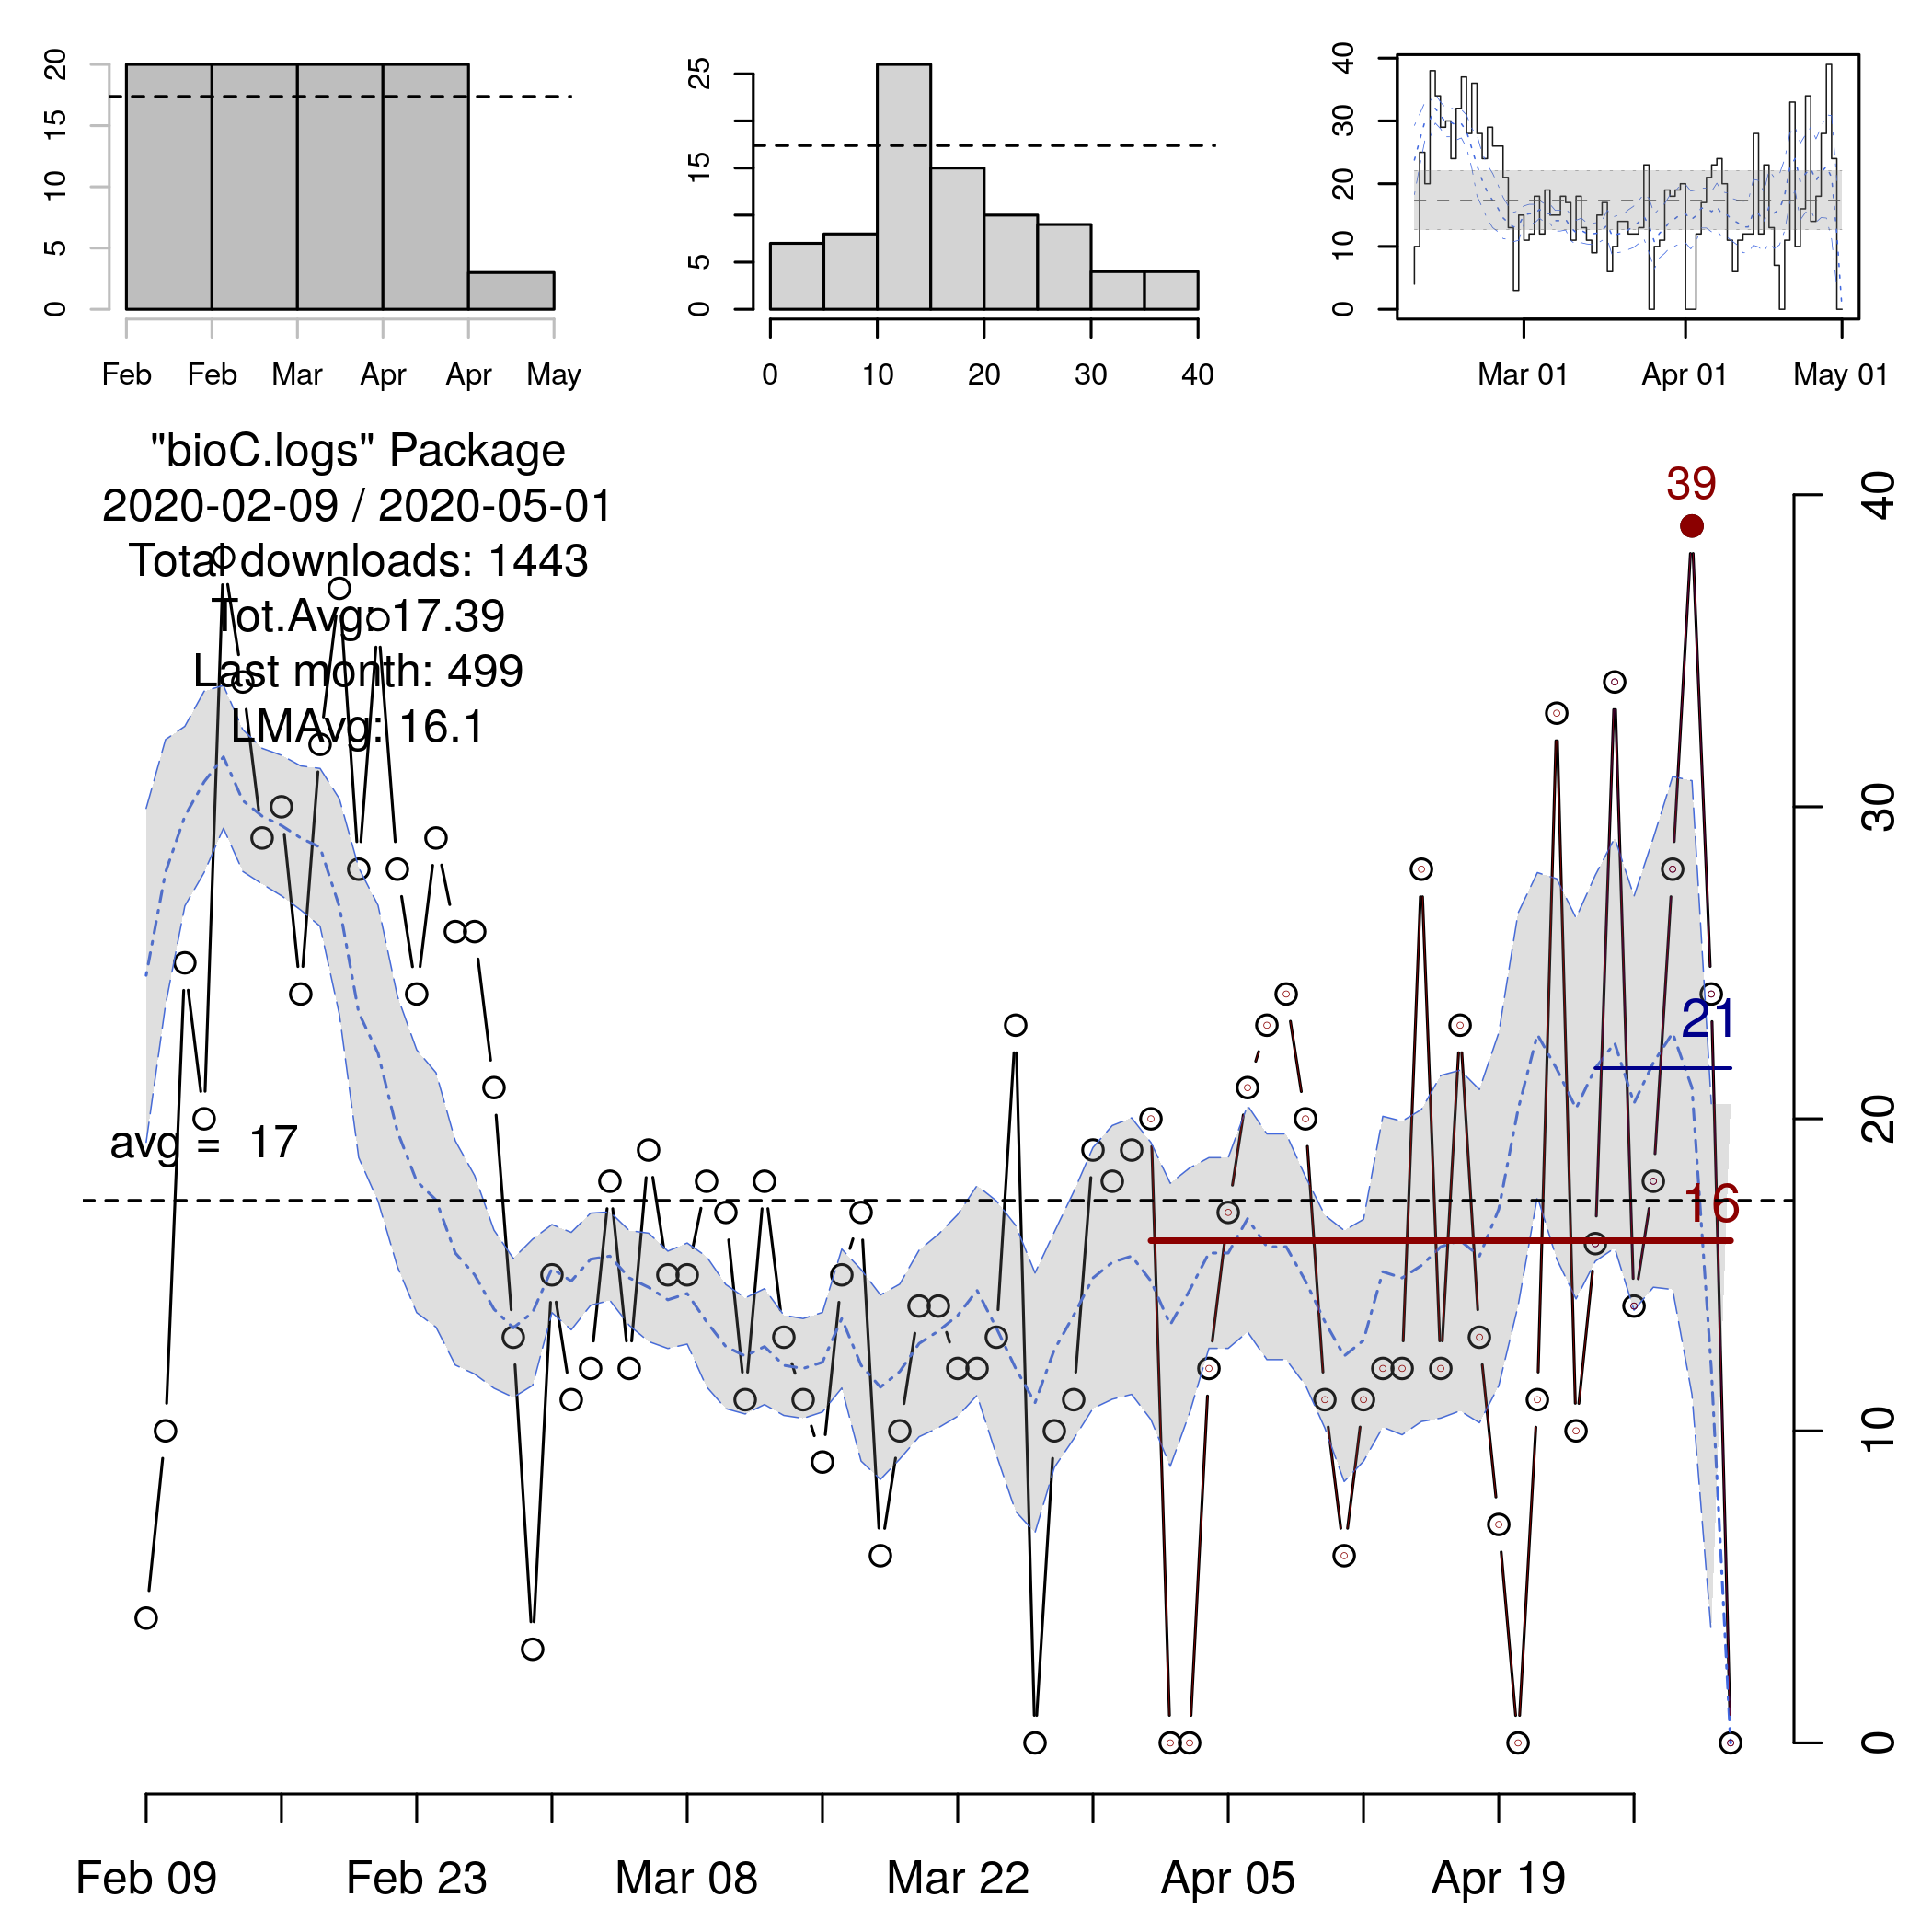 20
15
10
5
0
Feb Feb Mar Apr Apr May
25
15
5
0
0 10 20 30 40
40
30
20
10
0
Mar 01 Apr 01 May 01
"bioC.logs" Package
2020-02-09 / 2020-05-01
Total downloads: 1443
Tot.Avg: 17.39
Last month: 499
LMAvg: 16.1
39
21
avg = 17
16
40
30
20
10
0
Feb 09 Feb 23 Mar 08 Mar 22 Apr 05 Apr 19